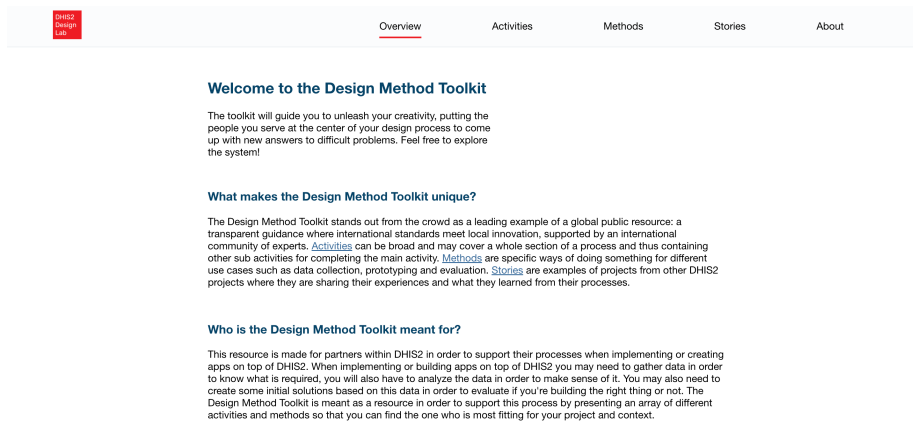 DHIS2
Design
Lab
Overview
Activities
Methods
Stories
About
Welcome to the Design Method Toolkit
The toolkit will guide you to unleash your creativity, putting the
people you serve at the center of your design process to come
up with new answers to difficult problems. Feel free to explore
the system!
What makes the Design Method Toolkit unique?
The Design Method Toolkit stands out from the crowd as a leading example of a global public resource: a
transparent guidance where international standards meet local innovation, supported by an international
community of experts. Activities can be broad and may cover a whole section of a process and thus containing
other sub activities for completing the main activity. Methods are specific ways of doing something for different
use cases such as data collection, prototyping and evaluation. Stories are examples of projects from other DHIS2
projects where they are sharing their experiences and what they learned from their processes.
Who is the Design Method Toolkit meant for?
This resource is made for partners within DHIS2 in order to support their processes when implementing or creating
apps on top of DHIS2. When implementing or building apps on top of DHIS2 you may need to gather data in order
to know what is required, you will also have to analyze the data in order to make sense of it. You may also need to
create some initial solutions based on this data in order to evaluate if you're building the right thing or not. The
Design Method Toolkit is meant as a resource in order to support this process by presenting an array of different
activities and methods so that you can find the one who is most fitting for your project and context.